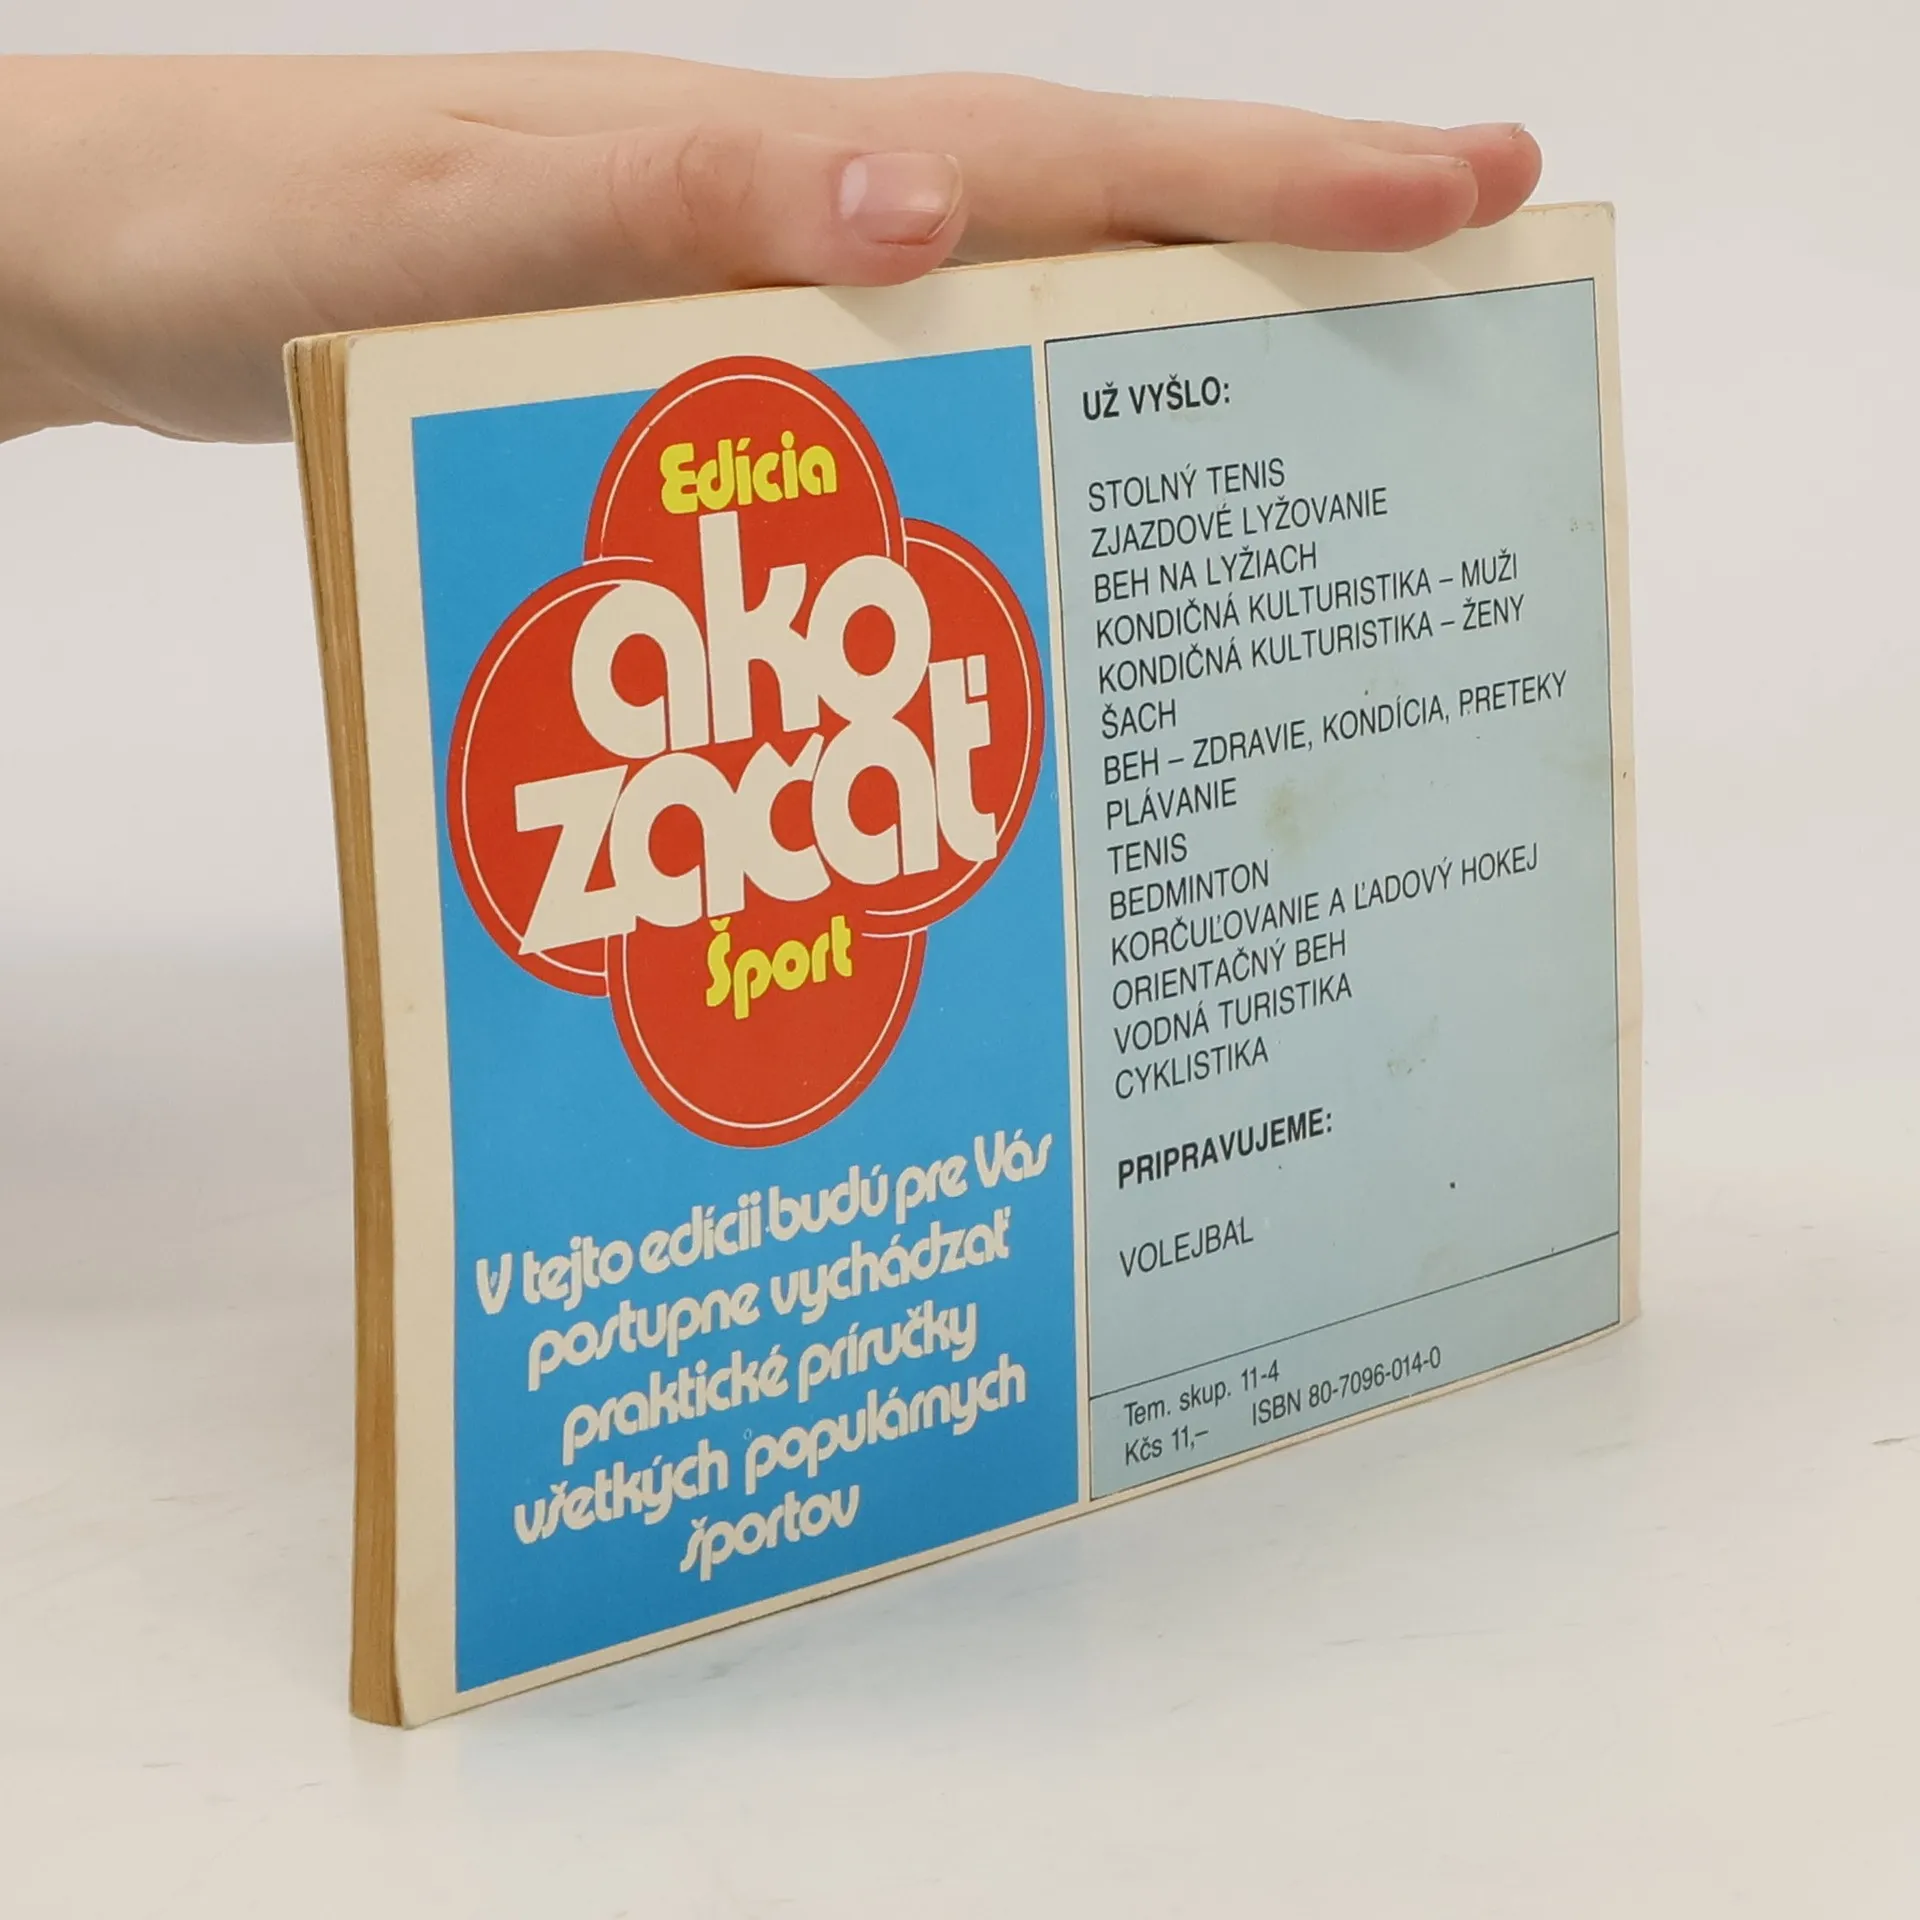 Edícia
ako
začať
Šport
V tejto edícii budú pre Vás
postupne vychádzať
praktické príručky
všetkých populárnych
športov
UŽ VYŠLO:
STOLNÝ TENIS
ZJAZDOVÉ LYŽOVANIE
BEH NA LYŽIACH
KONDIČNÁ KULTURISTIKA – MUŽI
KONDIČNÁ KULTURISTIKA – ŽENY
ŠACH
BEH – ZDRAVIE, KONDÍCIA, PRETEKY
PLÁVANIE
TENIS
BEDMINTON
KORČUĽOVANIE A ĽADOVÝ HOKEJ
ORIENTAČNÝ BEH
VODNÁ TURISTIKA
CYKLISTIKA
PRIPRAVUJEME:
VOLEJBAL
Tem. skup. 11-4
Kčs 11,– ISBN 80-7096-014-0